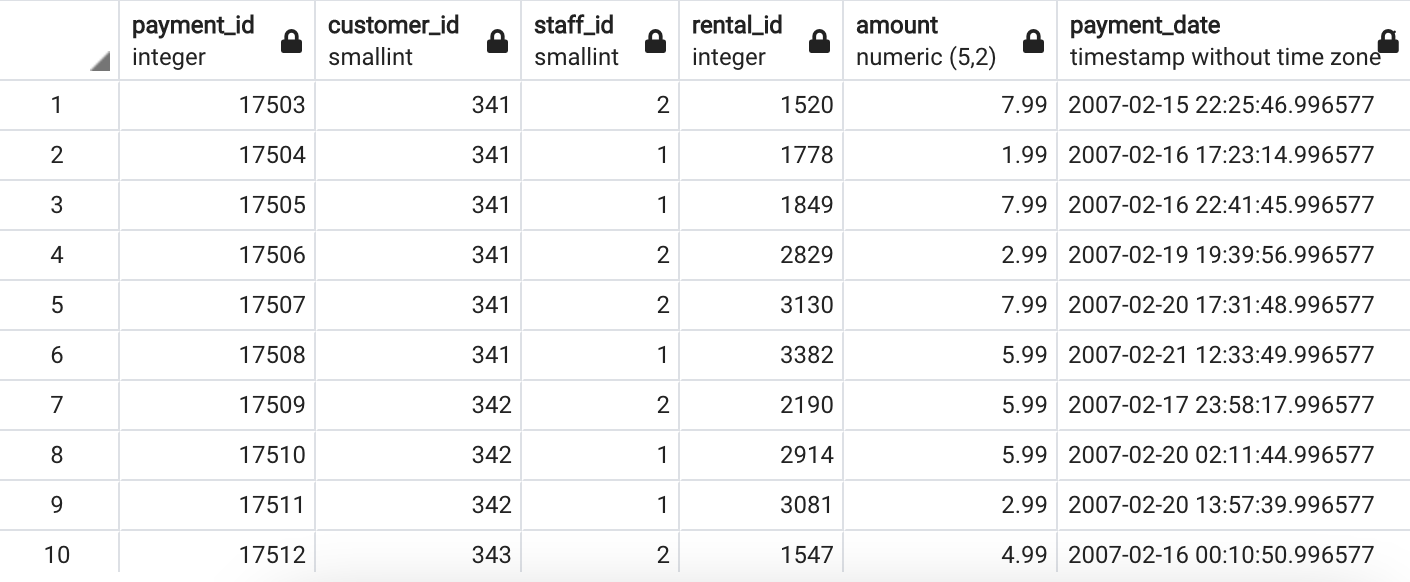 payment_id customer_id staff_id rental_id amount payment_date
integer smallint smallint integer numeric (5,2) timestamp without time zone
1 17503 341 2 1520 7.99 2007-02-15 22:25:46.996577
2 17504 341 1 1778 1.99 2007-02-16 17:23:14.996577
3 17505 341 1 1849 7.99 2007-02-16 22:41:45.996577
4 17506 341 2 2829 2.99 2007-02-19 19:39:56.996577
5 17507 341 2 3130 7.99 2007-02-20 17:31:48.996577
6 17508 341 1 3382 5.99 2007-02-21 12:33:49.996577
7 17509 342 2 2190 5.99 2007-02-17 23:58:17.996577
8 17510 342 1 2914 5.99 2007-02-20 02:11:44.996577
9 17511 342 1 3081 2.99 2007-02-20 13:57:39.996577
10 17512 343 2 1547 4.99 2007-02-16 00:10:50.996577